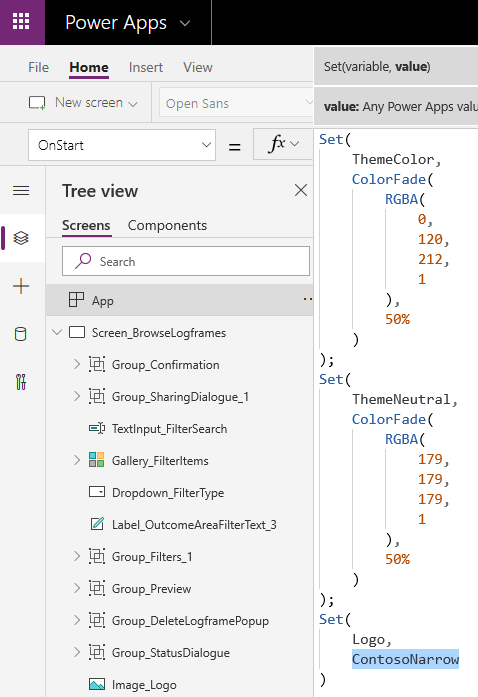 Power Apps
File Home Insert View
New screen Open Sans
OnStart = fx
Tree view
Screens Components
Search
App
Screen_BrowseLogframes
Group_Confirmation
Group_SharingDialogue_1
TextInput_FilterSearch
Gallery_FilterItems
Dropdown_FilterType
Label_OutcomeAreaFilterText_3
Group_Filters_1
Group_Preview
Group_DeleteLogframePopup
Group_StatusDialogue
Image_Logo
Set(variable, value)
value: Any Power Apps valu
Set(
ThemeColor,
ColorFade(
RGBA(
0,
120,
212,
1
),
50%
)
);
Set(
ThemeNeutral,
ColorFade(
RGBA(
179,
179,
179,
1
),
50%
)
);
Set(
Logo,
ContosoNarrow
)